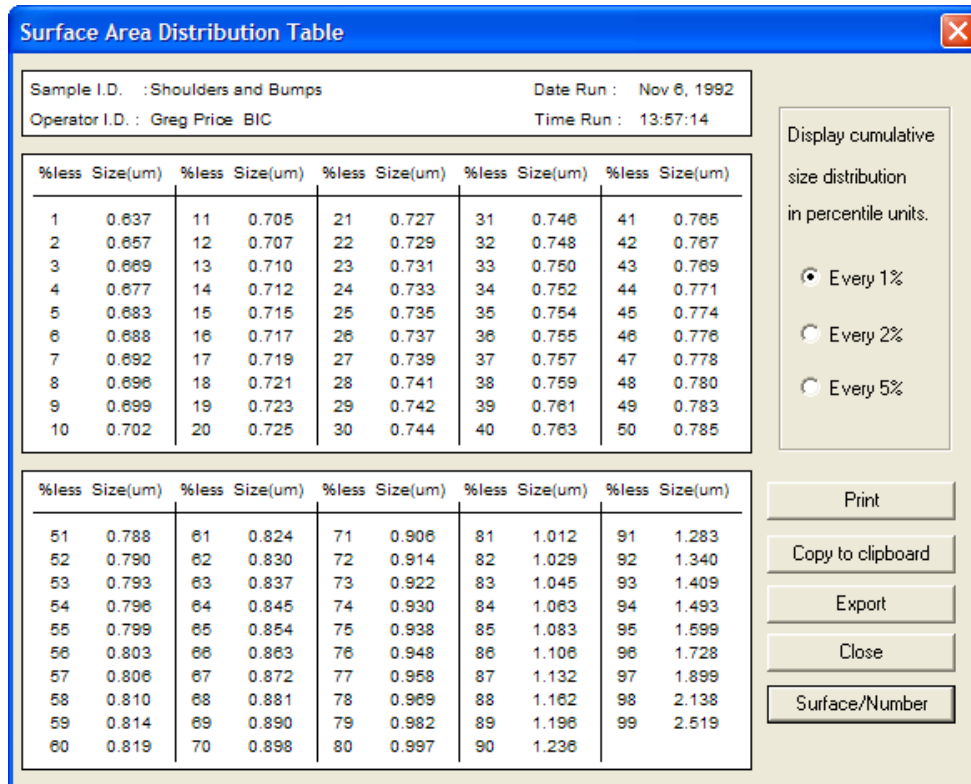 Surface Area Distribution Table
Sample I.D. :Shoulders and Bumps Date Run : Nov 6, 1992
Operator I.D. : Greg Price BIC Time Run : 13:57:14
%less Size(um) %less Size(um) %less Size(um) %less Size(um) %less Size(um)
1 0.637 11 0.705 21 0.727 31 0.746 41 0.765
2 0.657 12 0.707 22 0.729 32 0.748 42 0.767
3 0.669 13 0.710 23 0.731 33 0.750 43 0.769
4 0.677 14 0.712 24 0.733 34 0.752 44 0.771
5 0.683 15 0.715 25 0.735 35 0.754 45 0.774
6 0.688 16 0.717 26 0.737 36 0.755 46 0.776
7 0.692 17 0.719 27 0.739 37 0.757 47 0.778
8 0.696 18 0.721 28 0.741 38 0.759 48 0.780
9 0.699 19 0.723 29 0.742 39 0.761 49 0.783
10 0.702 20 0.725 30 0.744 40 0.763 50 0.785
%less Size(um) %less Size(um) %less Size(um) %less Size(um) %less Size(um)
51 0.788 61 0.824 71 0.906 81 1.012 91 1.283
52 0.790 62 0.830 72 0.914 82 1.029 92 1.340
53 0.793 63 0.837 73 0.922 83 1.045 93 1.409
54 0.796 64 0.845 74 0.930 84 1.063 94 1.493
55 0.799 65 0.854 75 0.938 85 1.083 95 1.599
56 0.803 66 0.863 76 0.948 86 1.106 96 1.728
57 0.806 67 0.872 77 0.958 87 1.132 97 1.899
58 0.810 68 0.881 78 0.969 88 1.162 98 2.138
59 0.814 69 0.890 79 0.982 89 1.196 99 2.519
60 0.819 70 0.898 80 0.997 90 1.236
Display cumulative
size distribution
in percentile units.
Every 1%
Every 2%
Every 5%
Print
Copy to clipboard
Export
Close
Surface/Number